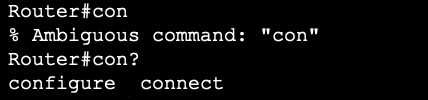 Router#con
% Ambiguous command: "con"
Router#con?
configure  connect